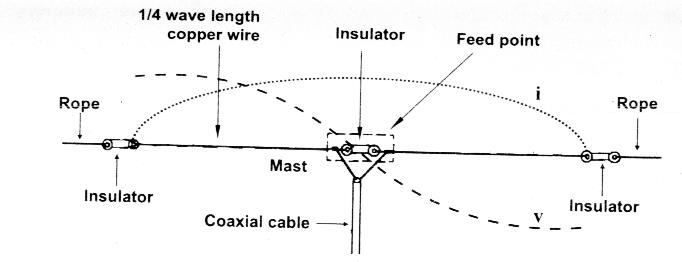 1/4 wave length
copper wire
Insulator
Feed point
Rope
i
Rope
Mast
Insulator
Insulator
Coaxial cable
v